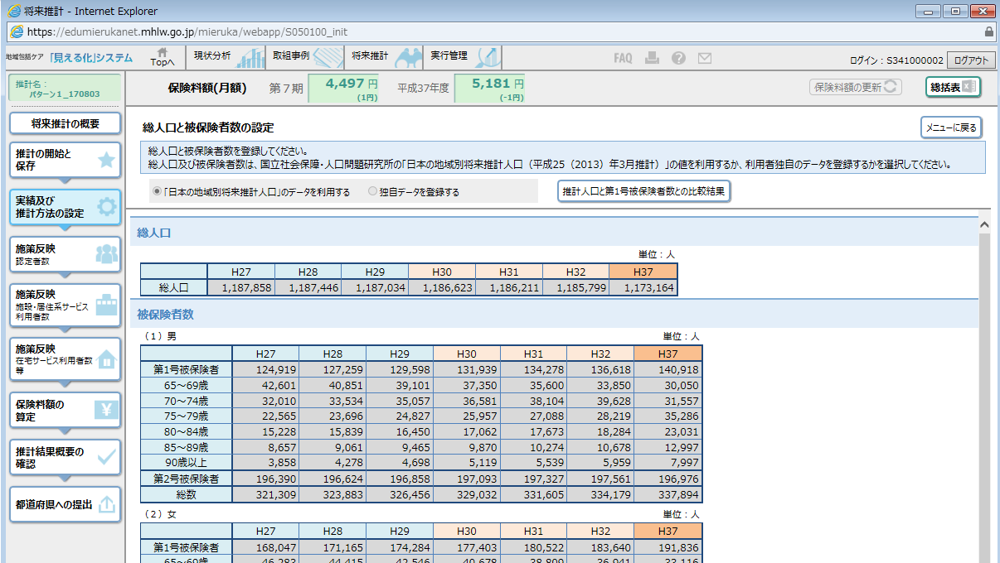 将来推計 - Internet Explorer
https://edumierukanet.mhlw.go.jp/mieruka/webapp/S050100_init
地域包括ケア「見える化」システム Topへ 現状分析 取組事例 将来推計 実行管理 FAQ ログイン：S341000002 ログアウト
推計名：
パターン1_170803
保険料額(月額) 第７期 4,497 円 (1円) 平成37年度 5,181 円 (-1円) 保険料額の更新 総括表
将来推計の概要
推計の開始と
保存
実績及び
推計方法の設定
施策反映
認定者数
施策反映
施設・居住系サービス
利用者数
施策反映
在宅サービス利用者数
等
保険料額の
算定
推計結果概要の
確認
都道府県への提出
総人口と被保険者数の設定 メニューに戻る
総人口と被保険者数を登録してください。
総人口及び被保険者数は、国立社会保障・人口問題研究所の「日本の地域別将来推計人口（平成25（2013）年3月推計）」の値を利用するか、利用者独自のデータを登録するかを選択してください。
「日本の地域別将来推計人口」のデータを利用する 独自データを登録する 推計人口と第1号被保険者数との比較結果
総人口
単位：人
H27 H28 H29 H30 H31 H32 H37
総人口 1,187,858 1,187,446 1,187,034 1,186,623 1,186,211 1,185,799 1,173,164
被保険者数
（1）男 単位：人
H27 H28 H29 H30 H31 H32 H37
第1号被保険者 124,919 127,259 129,598 131,939 134,278 136,618 140,918
65～69歳 42,601 40,851 39,101 37,350 35,600 33,850 30,050
70～74歳 32,010 33,534 35,057 36,581 38,104 39,628 31,557
75～79歳 22,565 23,696 24,827 25,957 27,088 28,219 35,286
80～84歳 15,228 15,839 16,450 17,062 17,673 18,284 23,031
85～89歳 8,657 9,061 9,465 9,870 10,274 10,678 12,997
90歳以上 3,858 4,278 4,698 5,119 5,539 5,959 7,997
第2号被保険者 196,390 196,624 196,858 197,093 197,327 197,561 196,976
総数 321,309 323,883 326,456 329,032 331,605 334,179 337,894
（2）女 単位：人
H27 H28 H29 H30 H31 H32 H37
第1号被保険者 168,047 171,165 174,284 177,403 180,522 183,640 191,836
65～69歳 46,283 44,415 42,546 40,678 38,809 36,941 33,116